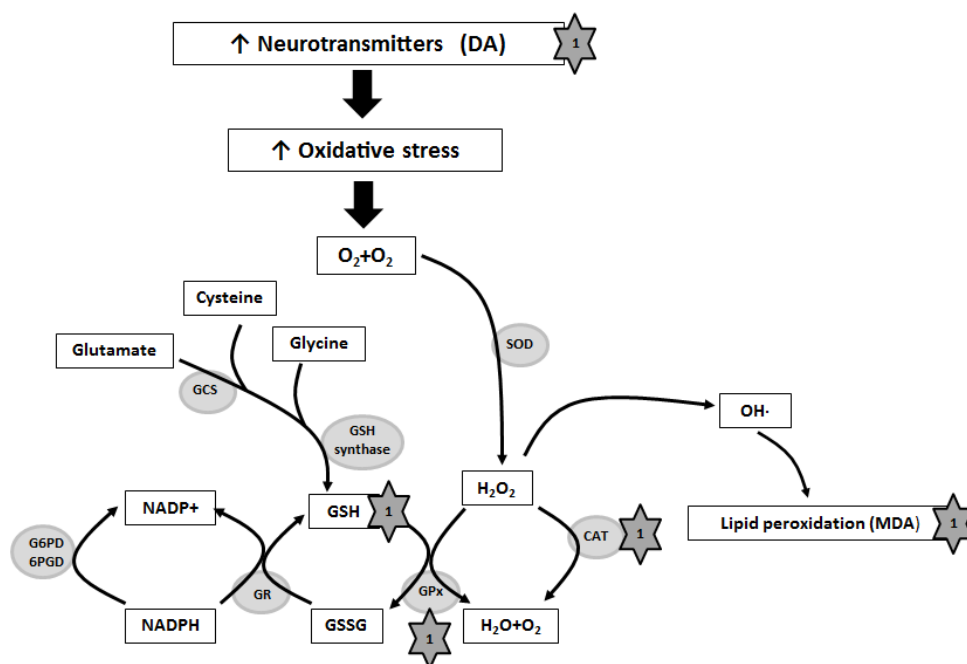 ↑ Neurotransmitters (DA)
1
↑ Oxidative stress
O₂+O₂
Cysteine
Glutamate
Glycine
SOD
GCS
GSH
synthase
OH·
H₂O₂
NADP+
GSH
1
Lipid peroxidation (MDA)
1
CAT
1
G6PD
6PGD
GR
GPx
NADPH
GSSG
1
H₂O+O₂